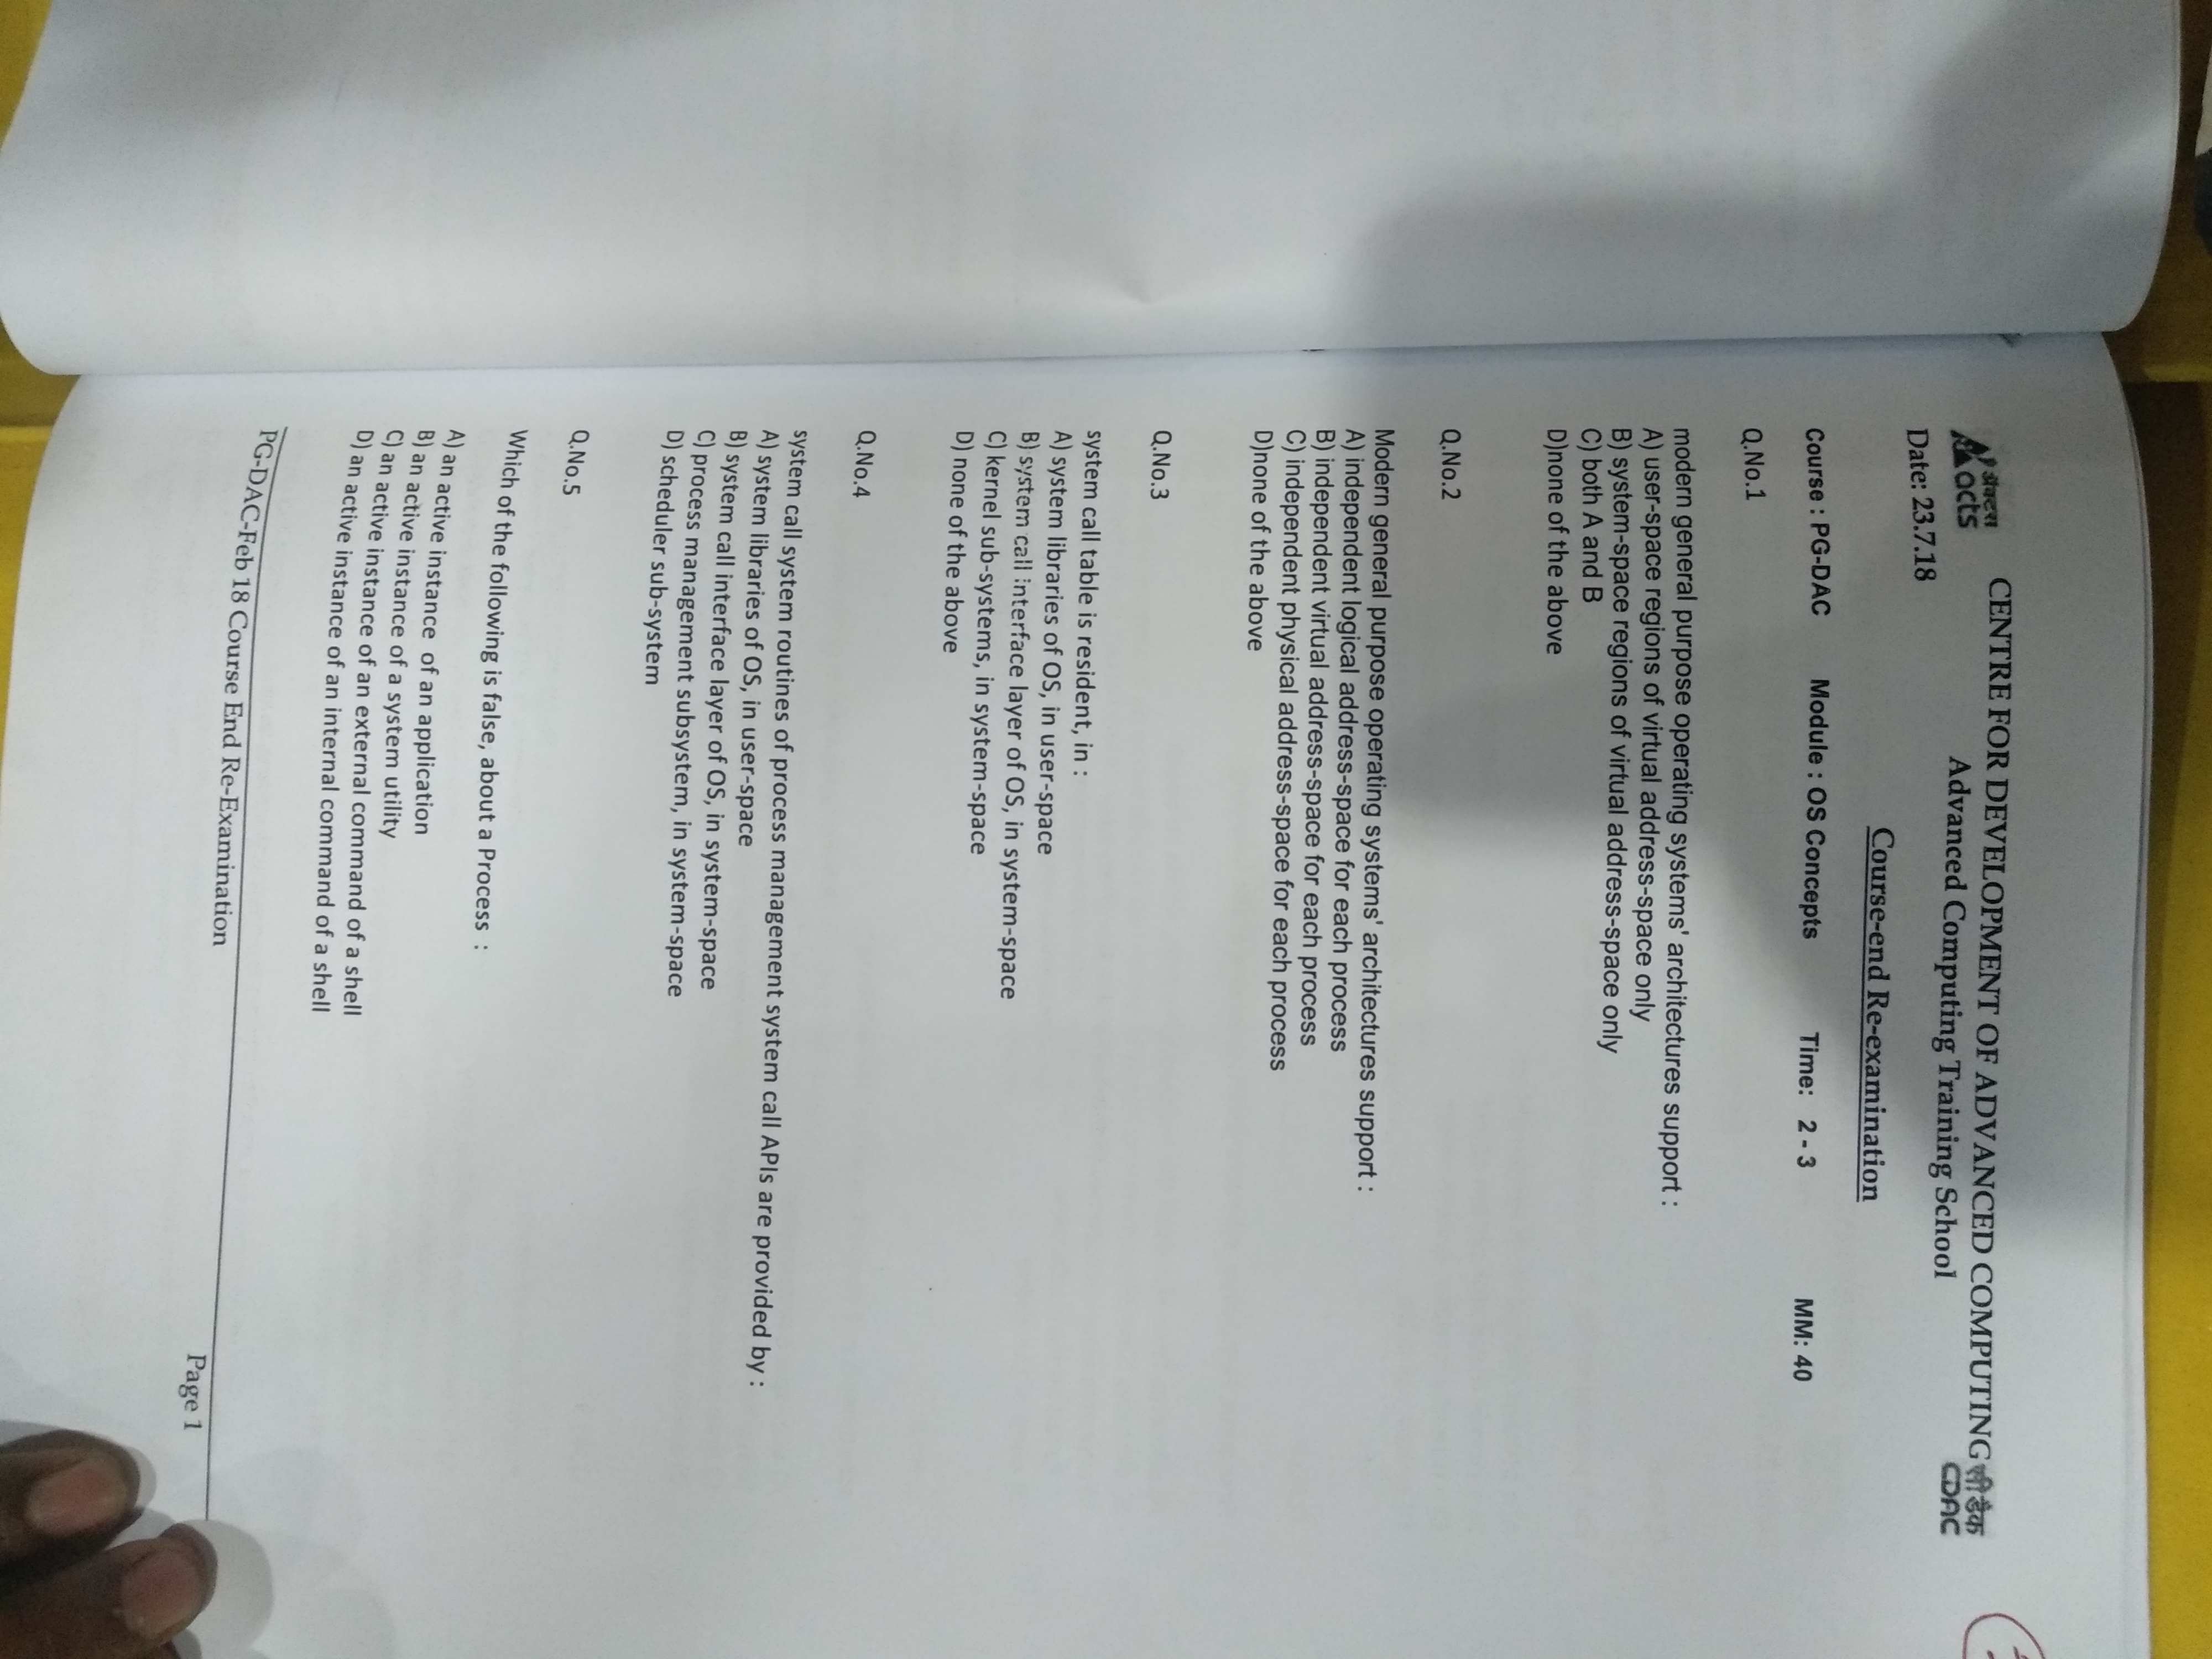 ॲक्टस
acts
CENTRE FOR DEVELOPMENT OF ADVANCED COMPUTING
सी डैक
CDAC
Advanced Computing Training School
Date: 23.7.18
Course-end Re-examination
Course : PG-DAC Module : OS Concepts Time: 2 - 3 MM: 40
Q.No.1
modern general purpose operating systems' architectures support :
A) user-space regions of virtual address-space only
B) system-space regions of virtual address-space only
C) both A and B
D)none of the above
Q.No.2
Modern general purpose operating systems' architectures support :
A) independent logical address-space for each process
B) independent virtual address-space for each process
C) independent physical address-space for each process
D)none of the above
Q.No.3
system call table is resident, in :
A) system libraries of OS, in user-space
B) system call interface layer of OS, in system-space
C) kernel sub-systems, in system-space
D) none of the above
Q.No.4
system call system routines of process management system call APIs are provided by :
A) system libraries of OS, in user-space
B) system call interface layer of OS, in system-space
C) process management subsystem, in system-space
D) scheduler sub-system
Q.No.5
Which of the following is false, about a Process :
A) an active instance of an application
B) an active instance of a system utility
C) an active instance of an external command of a shell
D) an active instance of an internal command of a shell
PG-DAC-Feb 18 Course End Re-Examination
Page 1